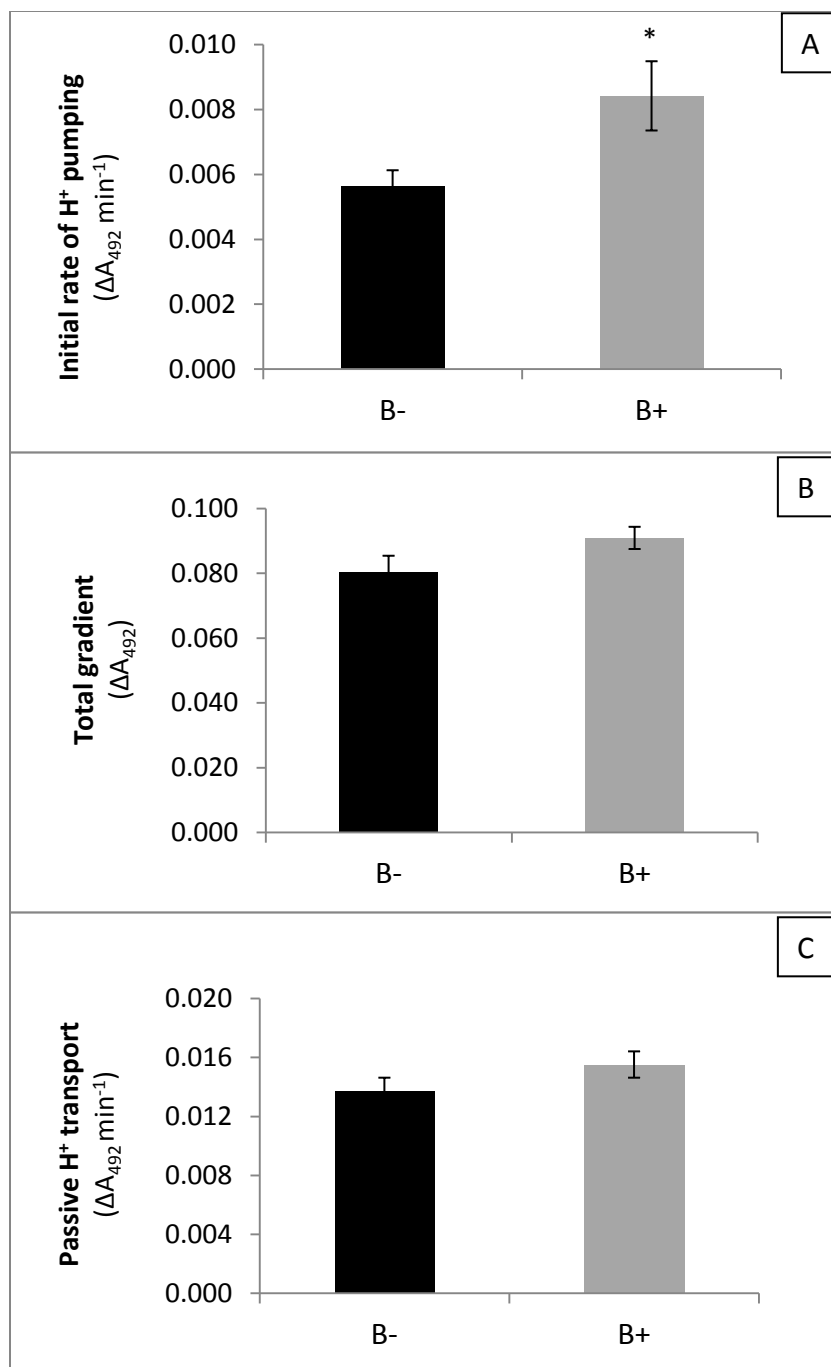 A
*
0.010
0.008
0.006
0.004
0.002
0.000
Initial rate of H⁺ pumping
(ΔA₄₉₂ min⁻¹)
B- B+
B
0.100
0.080
0.060
0.040
0.020
0.000
Total gradient
(ΔA₄₉₂)
B- B+
C
0.020
0.016
0.012
0.008
0.004
0.000
Passive H⁺ transport
(ΔA₄₉₂ min⁻¹)
B- B+